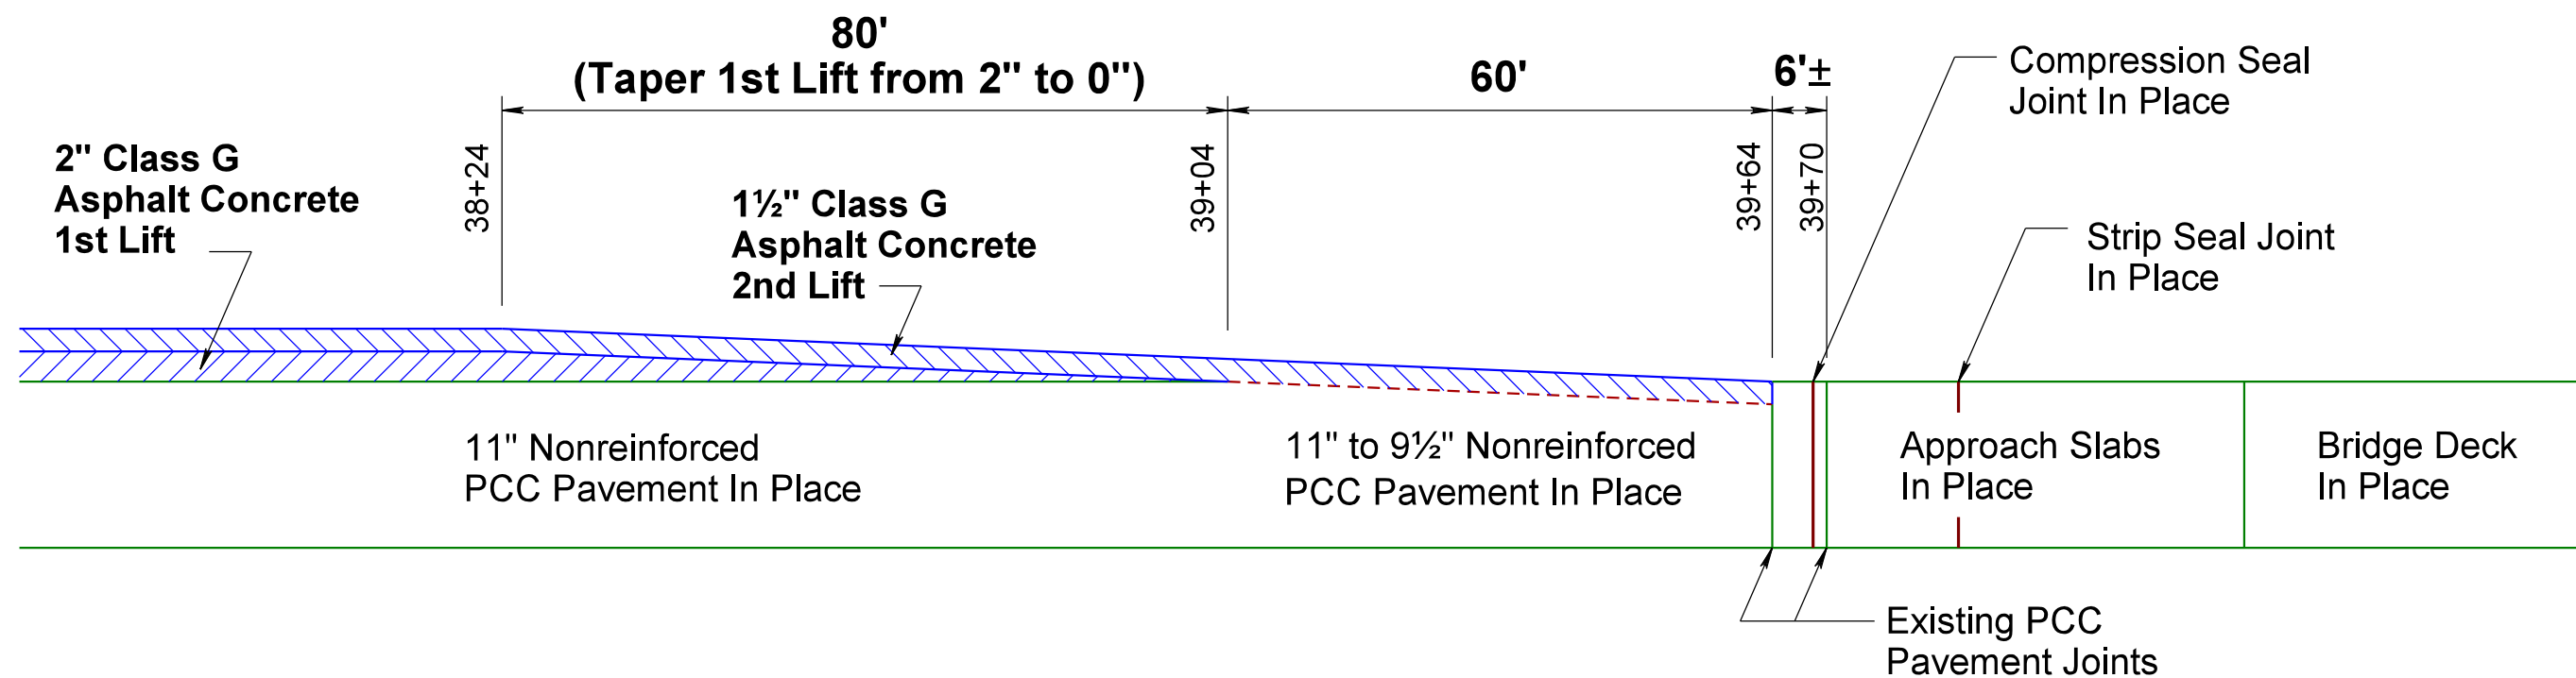 80'
(Taper 1st Lift from 2" to 0")
60'
6'±
Compression Seal
Joint In Place
2" Class G
Asphalt Concrete
1st Lift
38+24
1½" Class G
Asphalt Concrete
2nd Lift
39+04
39+64
39+70
Strip Seal Joint
In Place
11" Nonreinforced
PCC Pavement In Place
11" to 9½" Nonreinforced
PCC Pavement In Place
Approach Slabs
In Place
Bridge Deck
In Place
Existing PCC
Pavement Joints